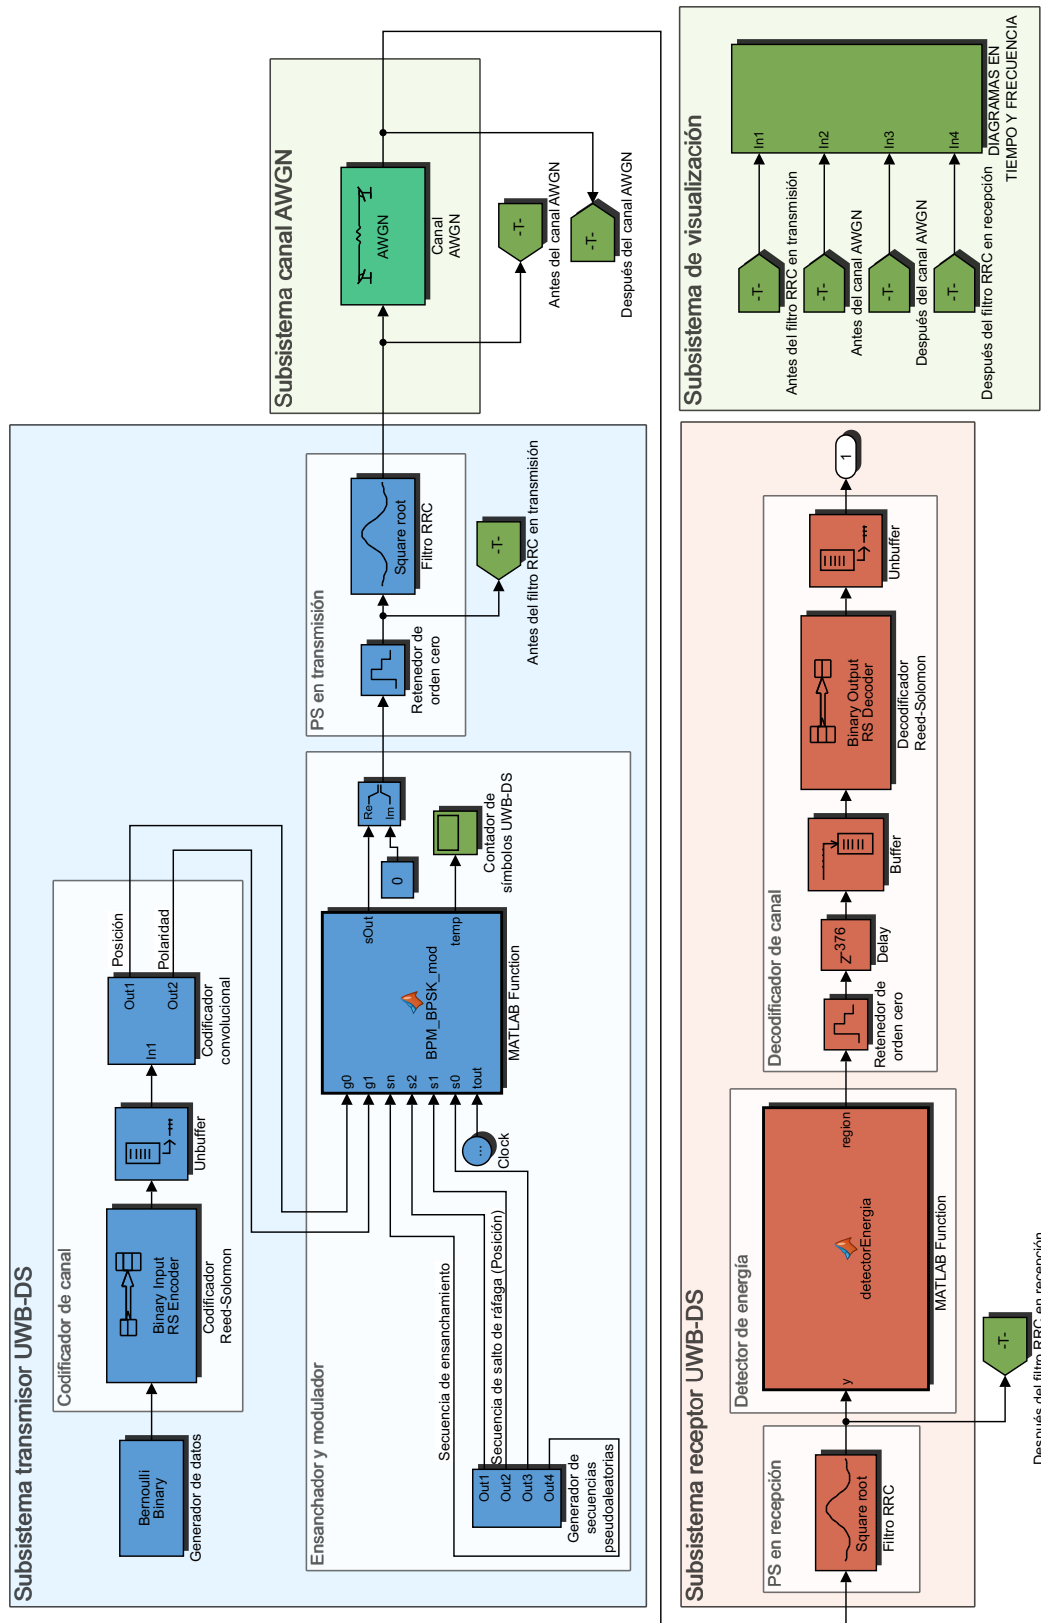 Subsistema transmisor UWB-DS
Bernoulli
Binary
Generador de datos
Codificador de canal
Binary Input
RS Encoder
Codificador
Reed-Solomon
Unbuffer
In1
Out1
Out2
Codificador
convolucional
Posición
Polaridad
Ensanchador y modulador
Out1
Out2
Out3
Out4
Generador de
secuencias
pseudoaleatorias
Secuencia de ensanchamiento
Secuencia de salto de ráfaga (Posición)
...
Clock
g0
g1
sn
s2
s1
s0
tout
BPM_BPSK_mod
sOut
temp
MATLAB Function
0
Re
Im
Contador de
símbolos UWB-DS
PS en transmisión
Retenedor de
orden cero
Square root
Filtro RRC
-T-
Antes del filtro RRC en transmisión
Subsistema canal AWGN
AWGN
Canal
AWGN
-T-
Antes del canal AWGN
-T-
Después del canal AWGN
Subsistema receptor UWB-DS
PS en recepción
Square root
Filtro RRC
-T-
Después del filtro RRC en recepción
Detector de energía
y
detectorEnergia
region
MATLAB Function
Decodificador de canal
Retenedor de
orden cero
Z-376
Delay
Buffer
Binary Output
RS Decoder
Decodificador
Reed-Solomon
Unbuffer
1
Subsistema de visualización
-T-
Antes del filtro RRC en transmisión
-T-
Antes del canal AWGN
-T-
Después del canal AWGN
-T-
Después del filtro RRC en recepción
In1
In2
In3
In4
DIAGRAMAS EN
TIEMPO Y FRECUENCIA